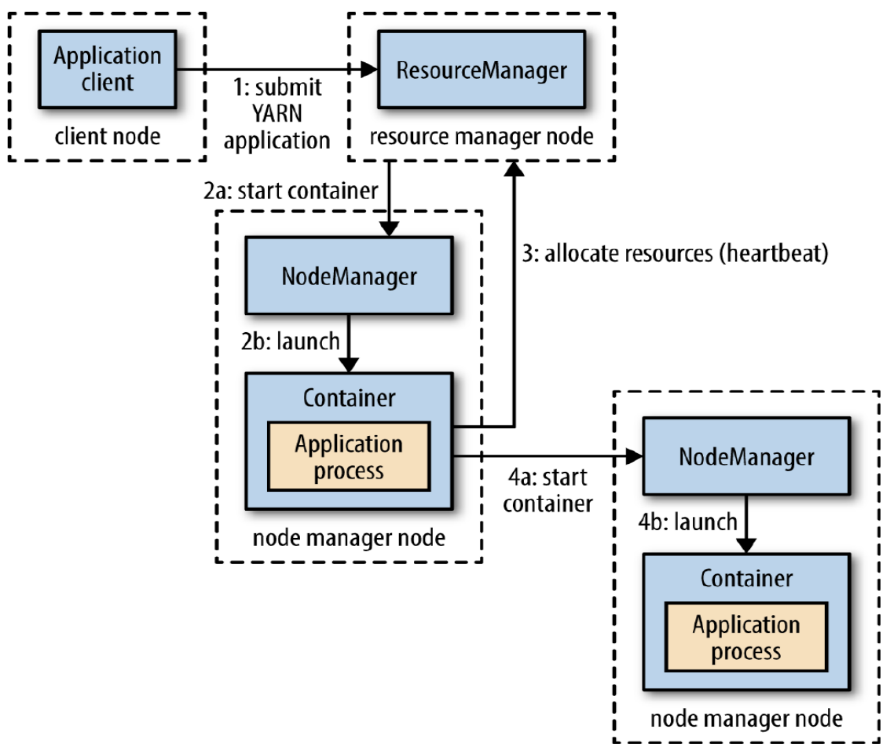 Application
client
client node
1: submit
YARN
application
ResourceManager
resource manager node
2a: start container
NodeManager
2b: launch
Container
Application
process
node manager node
3: allocate resources (heartbeat)
4a: start
container
NodeManager
4b: launch
Container
Application
process
node manager node